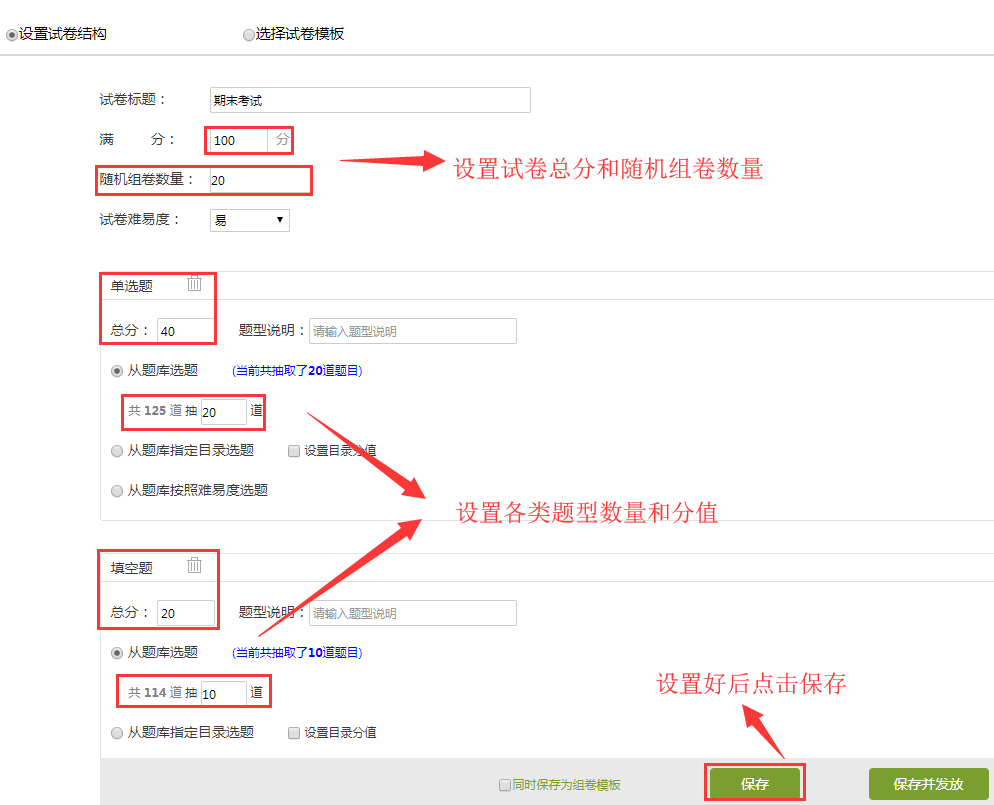 设置试卷结构 选择试卷模板
试卷标题： 期末考试
满 分： 100 分
设置试卷总分和随机组卷数量
随机组卷数量： 20
试卷难易度： 易
单选题
总分： 40 题型说明： 请输入题型说明
从题库选题 (当前共抽取了20道题目)
共 125 道 抽 20 道
从题库指定目录选题 设置目录分值
从题库按照难易度选题
设置各类题型数量和分值
填空题
总分： 20 题型说明： 请输入题型说明
从题库选题 (当前共抽取了10道题目)
共 114 道 抽 10 道
设置好后点击保存
从题库指定目录选题 设置目录分值
同时保存为组卷模板 保存 保存并发放